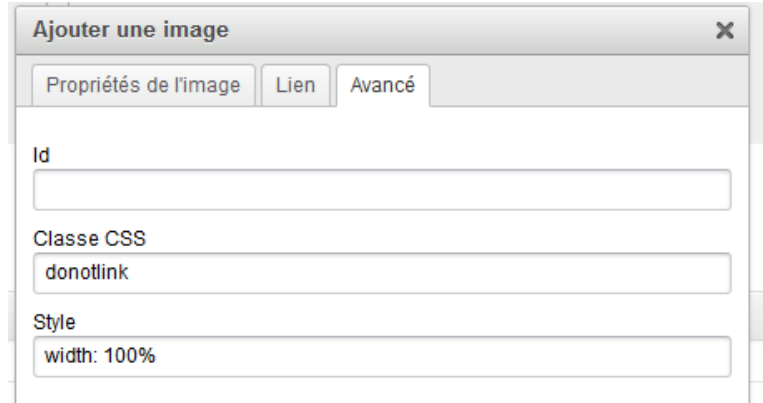 Ajouter une image
Propriétés de l'image Lien Avancé
Id
Classe CSS
donotlink
Style
width: 100%